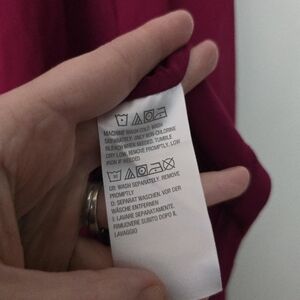 MACHINE WASH COLD. WASH
SEPARATELY. ONLY NON-CHLORINE
BLEACH WHEN NEEDED. TUMBLE
DRY LOW. REMOVE PROMPTLY. LOW
IRON IF NEEDED.
GB: WASH SEPARATELY. REMOVE
PROMPTLY
D: SEPARAT WASCHEN. VOR DER
WÄSCHE ENTFERNEN
I: LAVARE SEPARATAMENTE.
RIMUOVERE SUBITO DOPO IL
LAVAGGIO